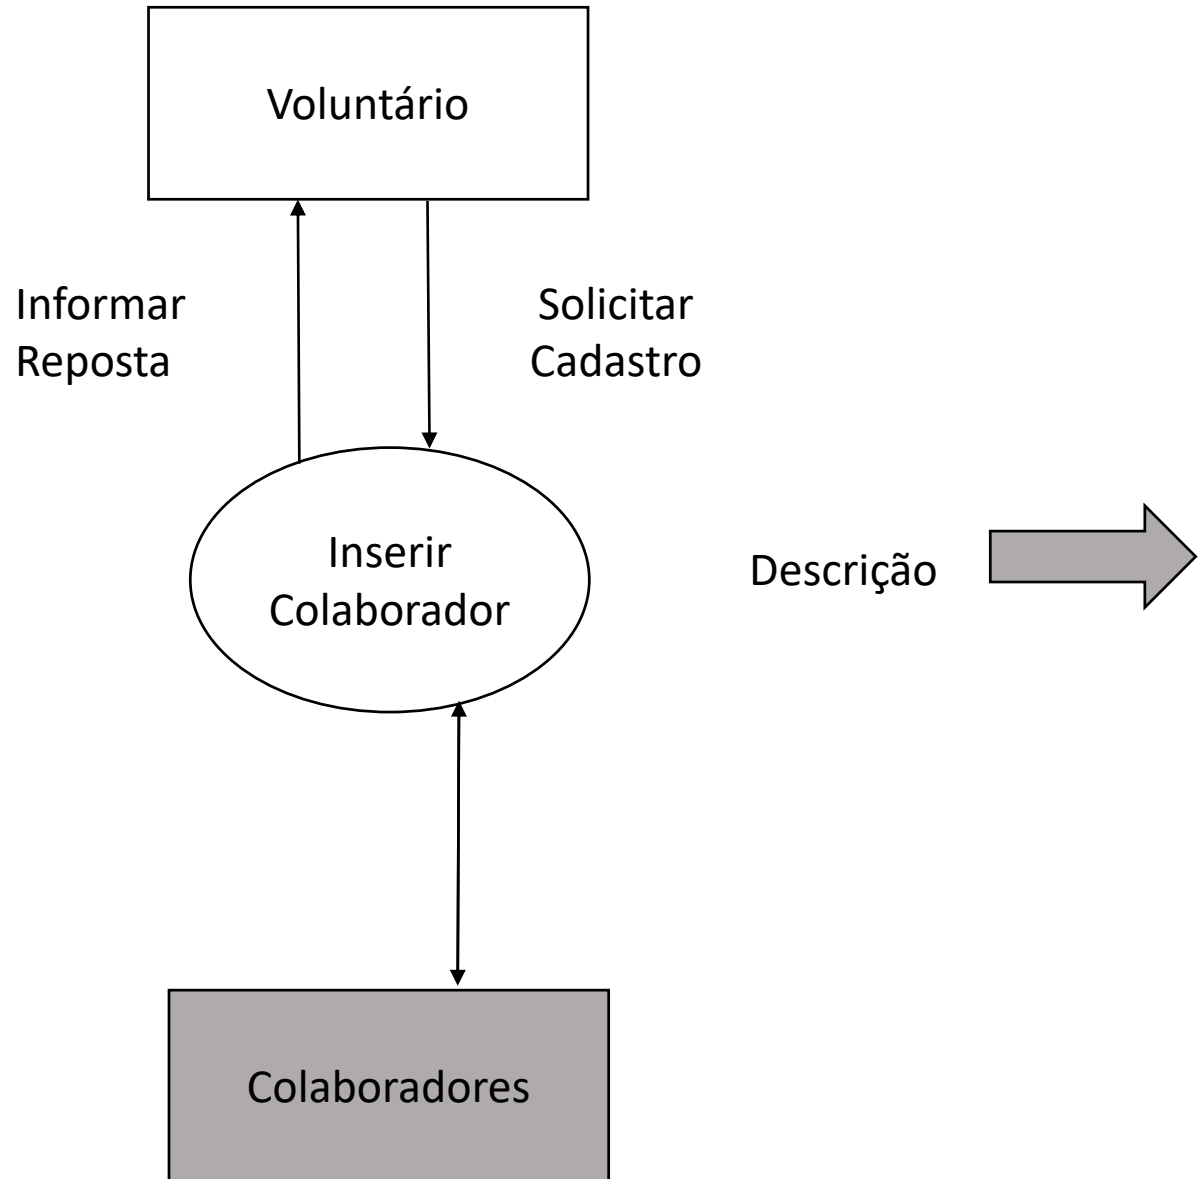 Voluntário
Informar
Reposta
Solicitar
Cadastro
Inserir
Colaborador
Descrição
Colaboradores